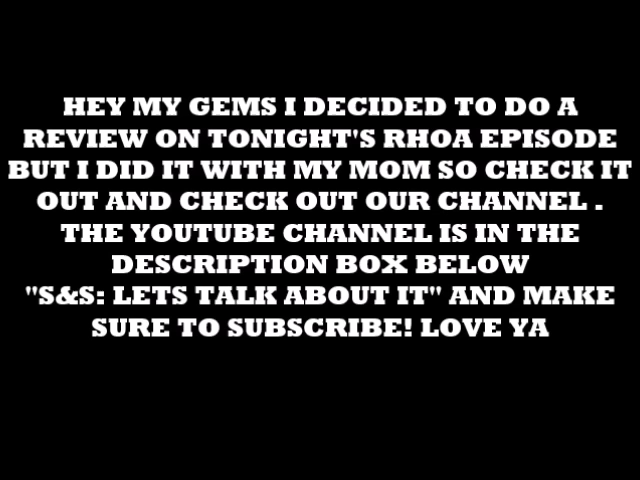 HEY MY GEMS I DECIDED TO DO A
REVIEW ON TONIGHT'S RHOA EPISODE
BUT I DID IT WITH MY MOM SO CHECK IT
OUT AND CHECK OUT OUR CHANNEL .
THE YOUTUBE CHANNEL IS IN THE
DESCRIPTION BOX BELOW
"S&S: LETS TALK ABOUT IT" AND MAKE
SURE TO SUBSCRIBE! LOVE YA